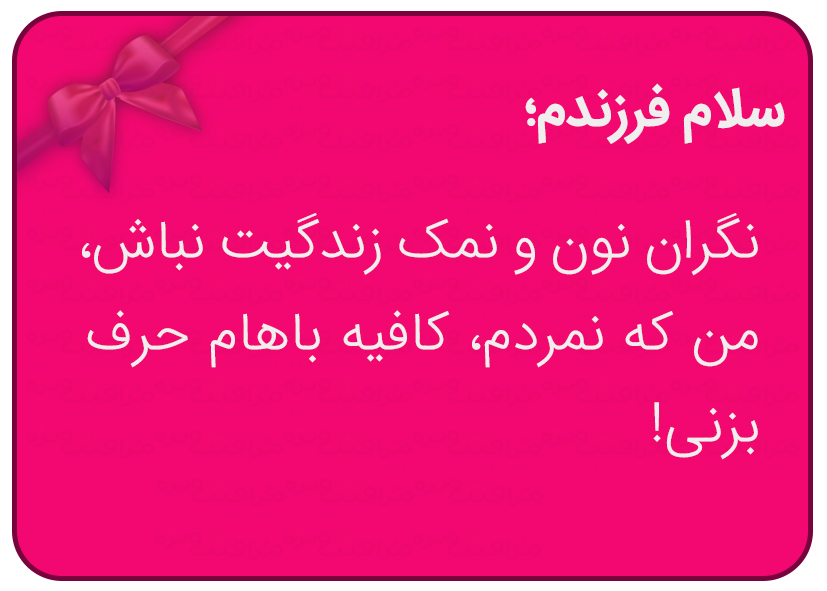 سلام فرزندم؛
نگران نون و نمک زندگیت نباش،
من که نمردم، کافیه باهام حرف
بزنی!